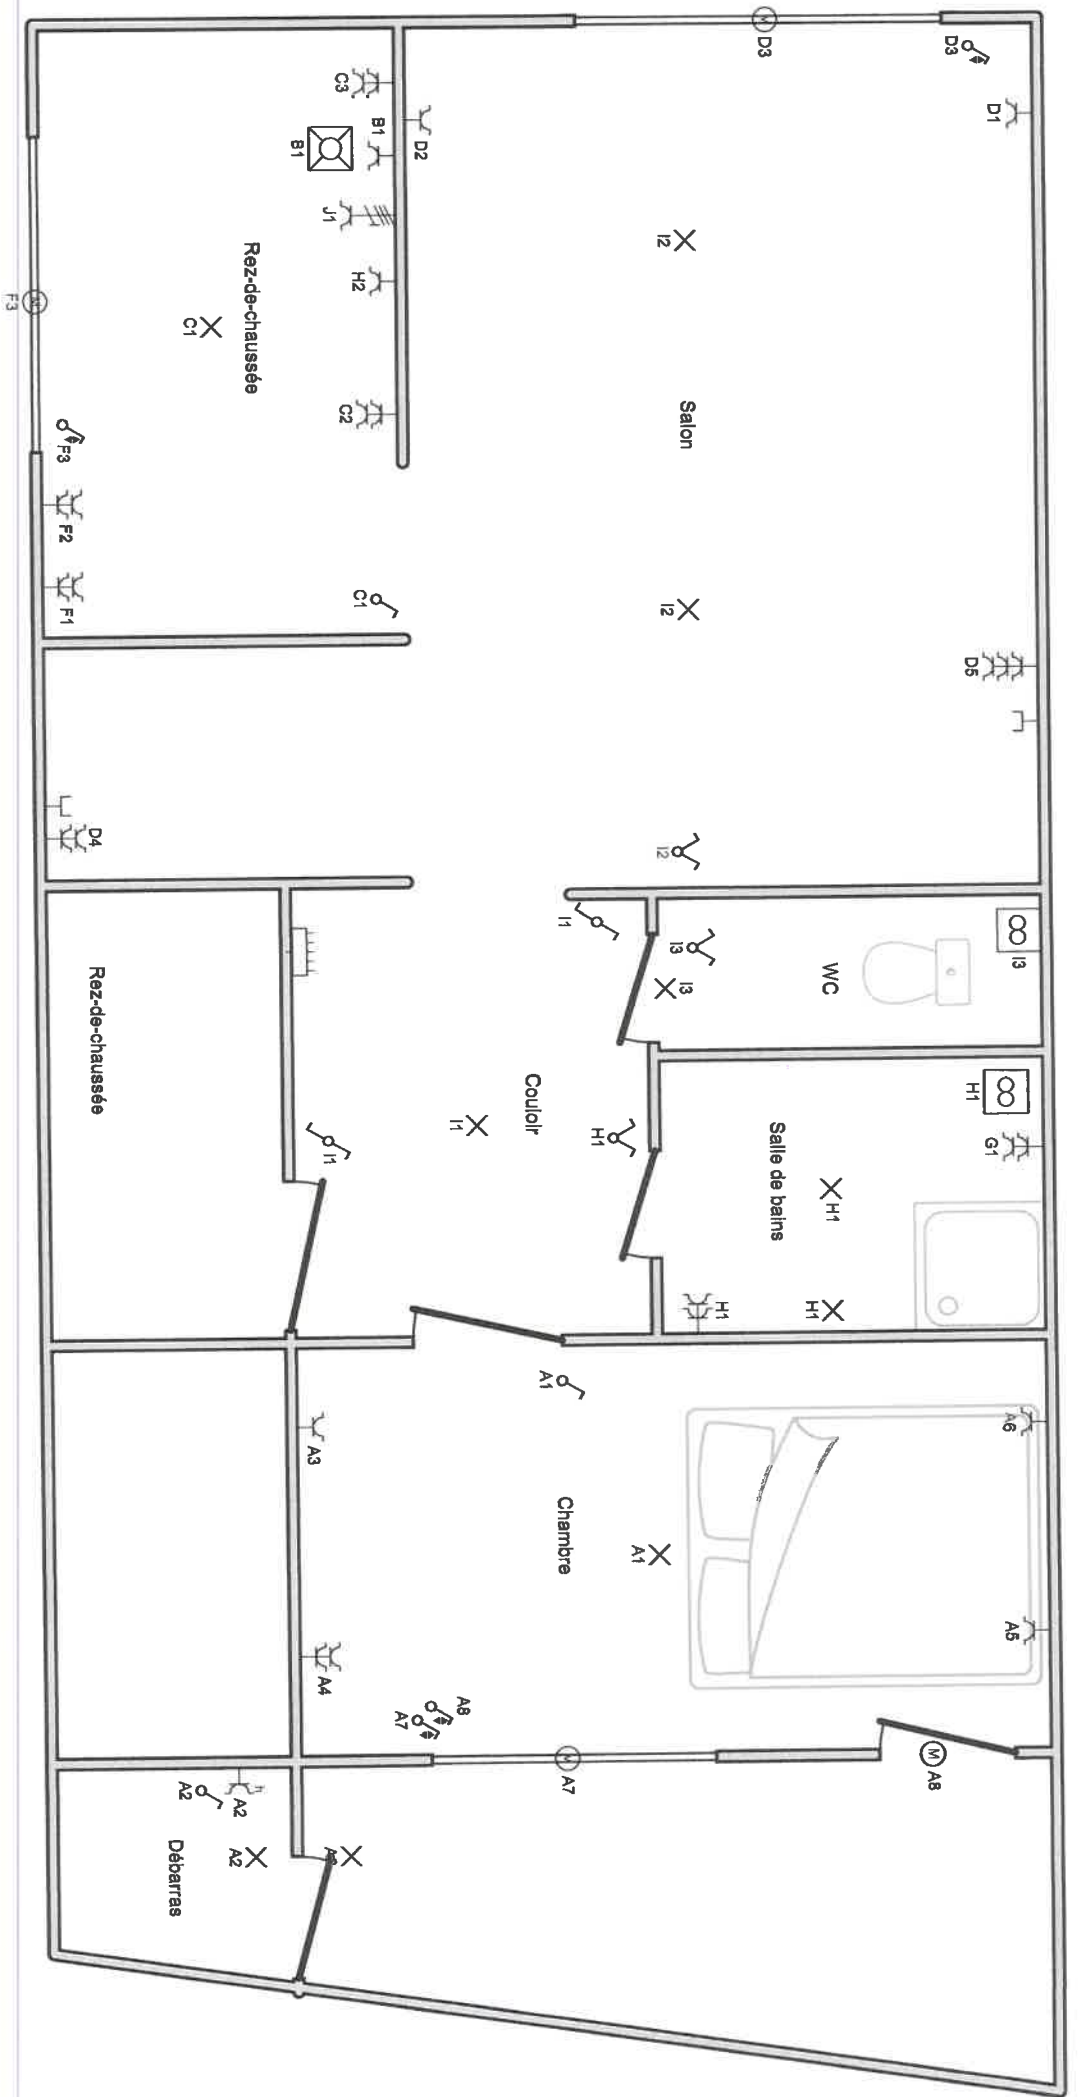 D3
D3
D1
C3
B1
D2
B1
J1
H2
I2
Rez-de-chaussée
C1
F3
Salon
C2
F3
F2
F1
C1
I2
D5
D4
I2
I1
I3
I3
I3
WC
Rez-de-chaussée
Couloir
I1
H1
H1
G1
Salle de bains
H1
I1
H1
H1
A1
A6
A3
Chambre
A1
A5
A4
A8
A7
M
A7
M
A8
A2
A2
A2
Débarras